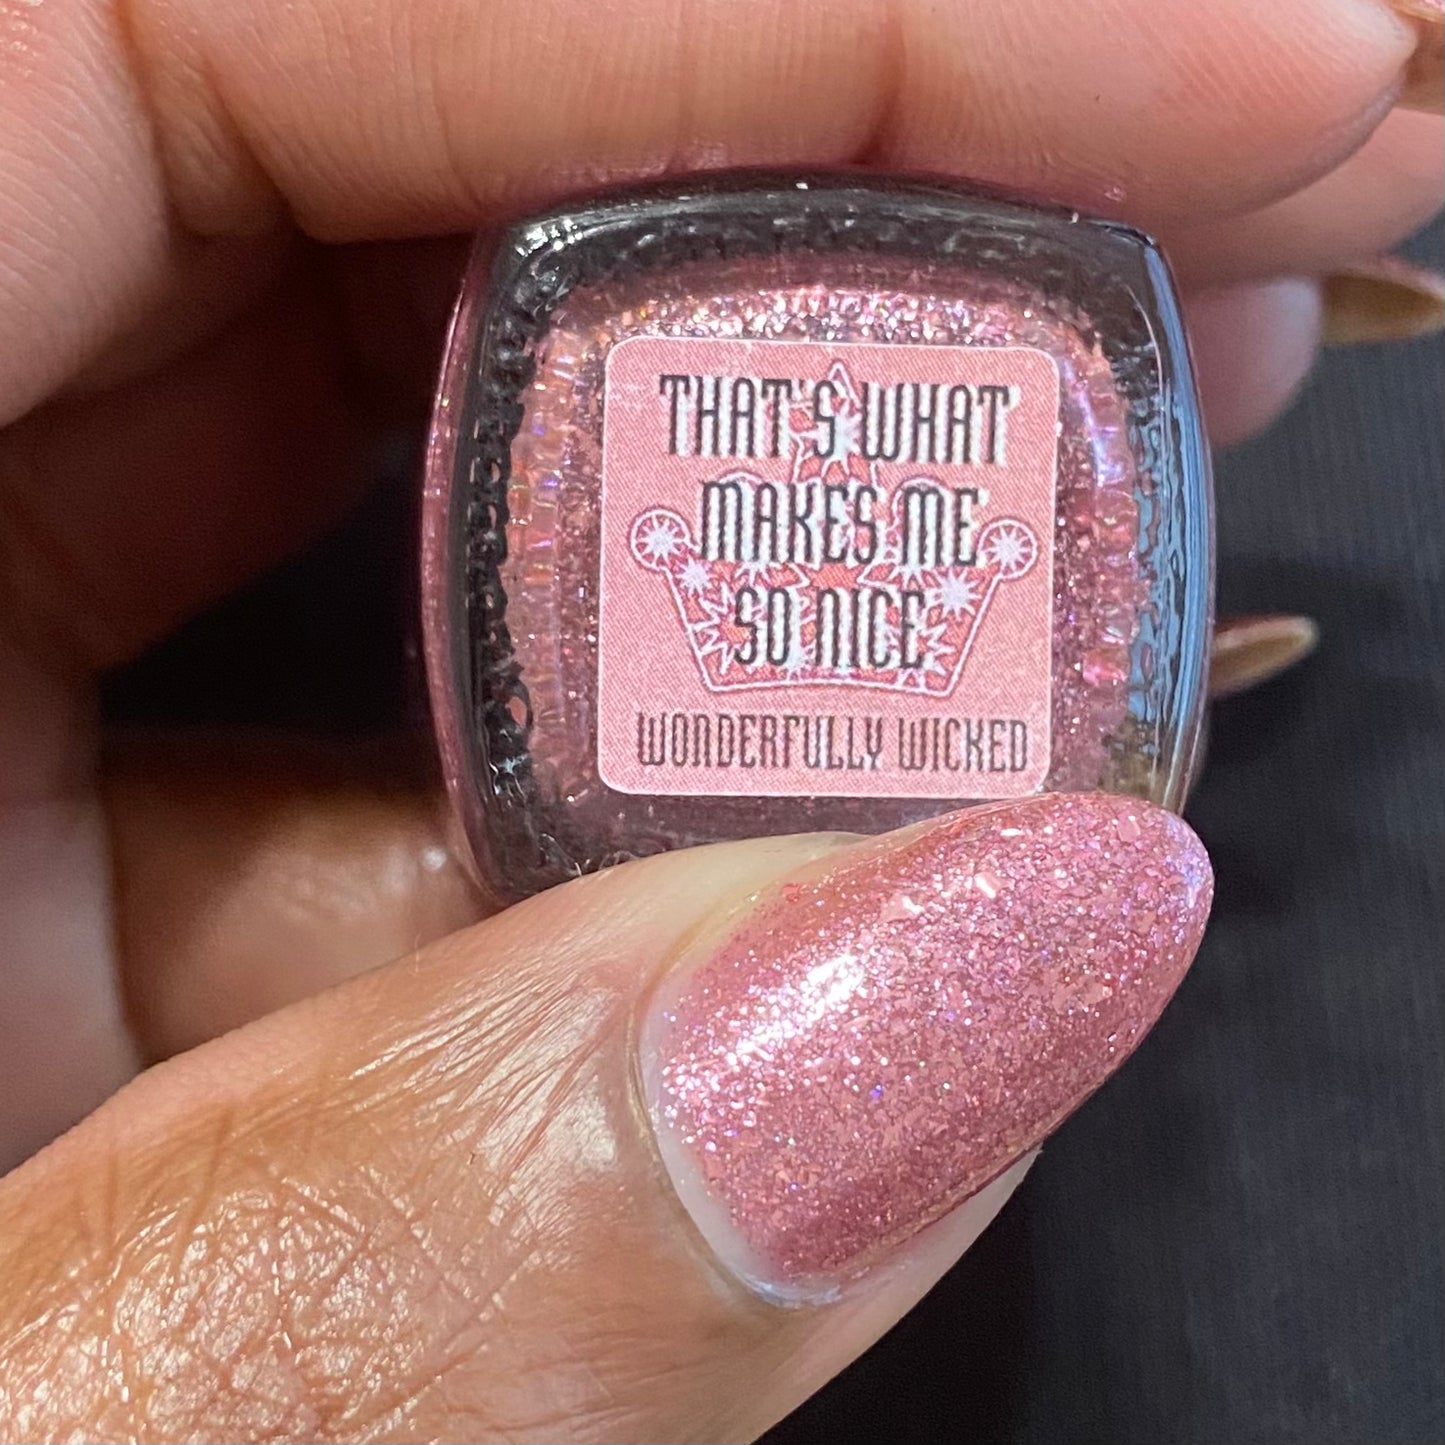 THAT'S WHAT
MAKES ME
SO NICE
WONDERFULLY WICKED